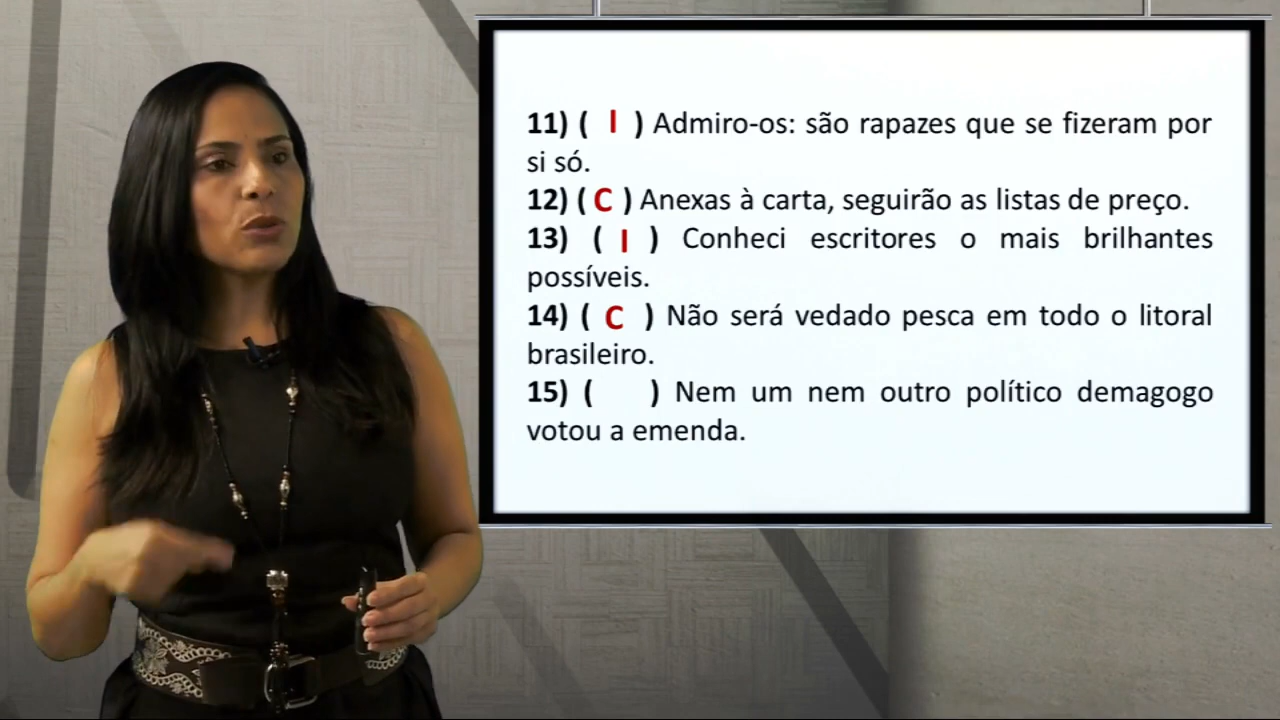 11) ( I ) Admiro-os: são rapazes que se fizeram por
si só.
12) ( C ) Anexas à carta, seguirão as listas de preço.
13) ( I ) Conheci escritores o mais brilhantes
possíveis.
14) ( C ) Não será vedado pesca em todo o litoral
brasileiro.
15) (   ) Nem um nem outro político demagogo
votou a emenda.